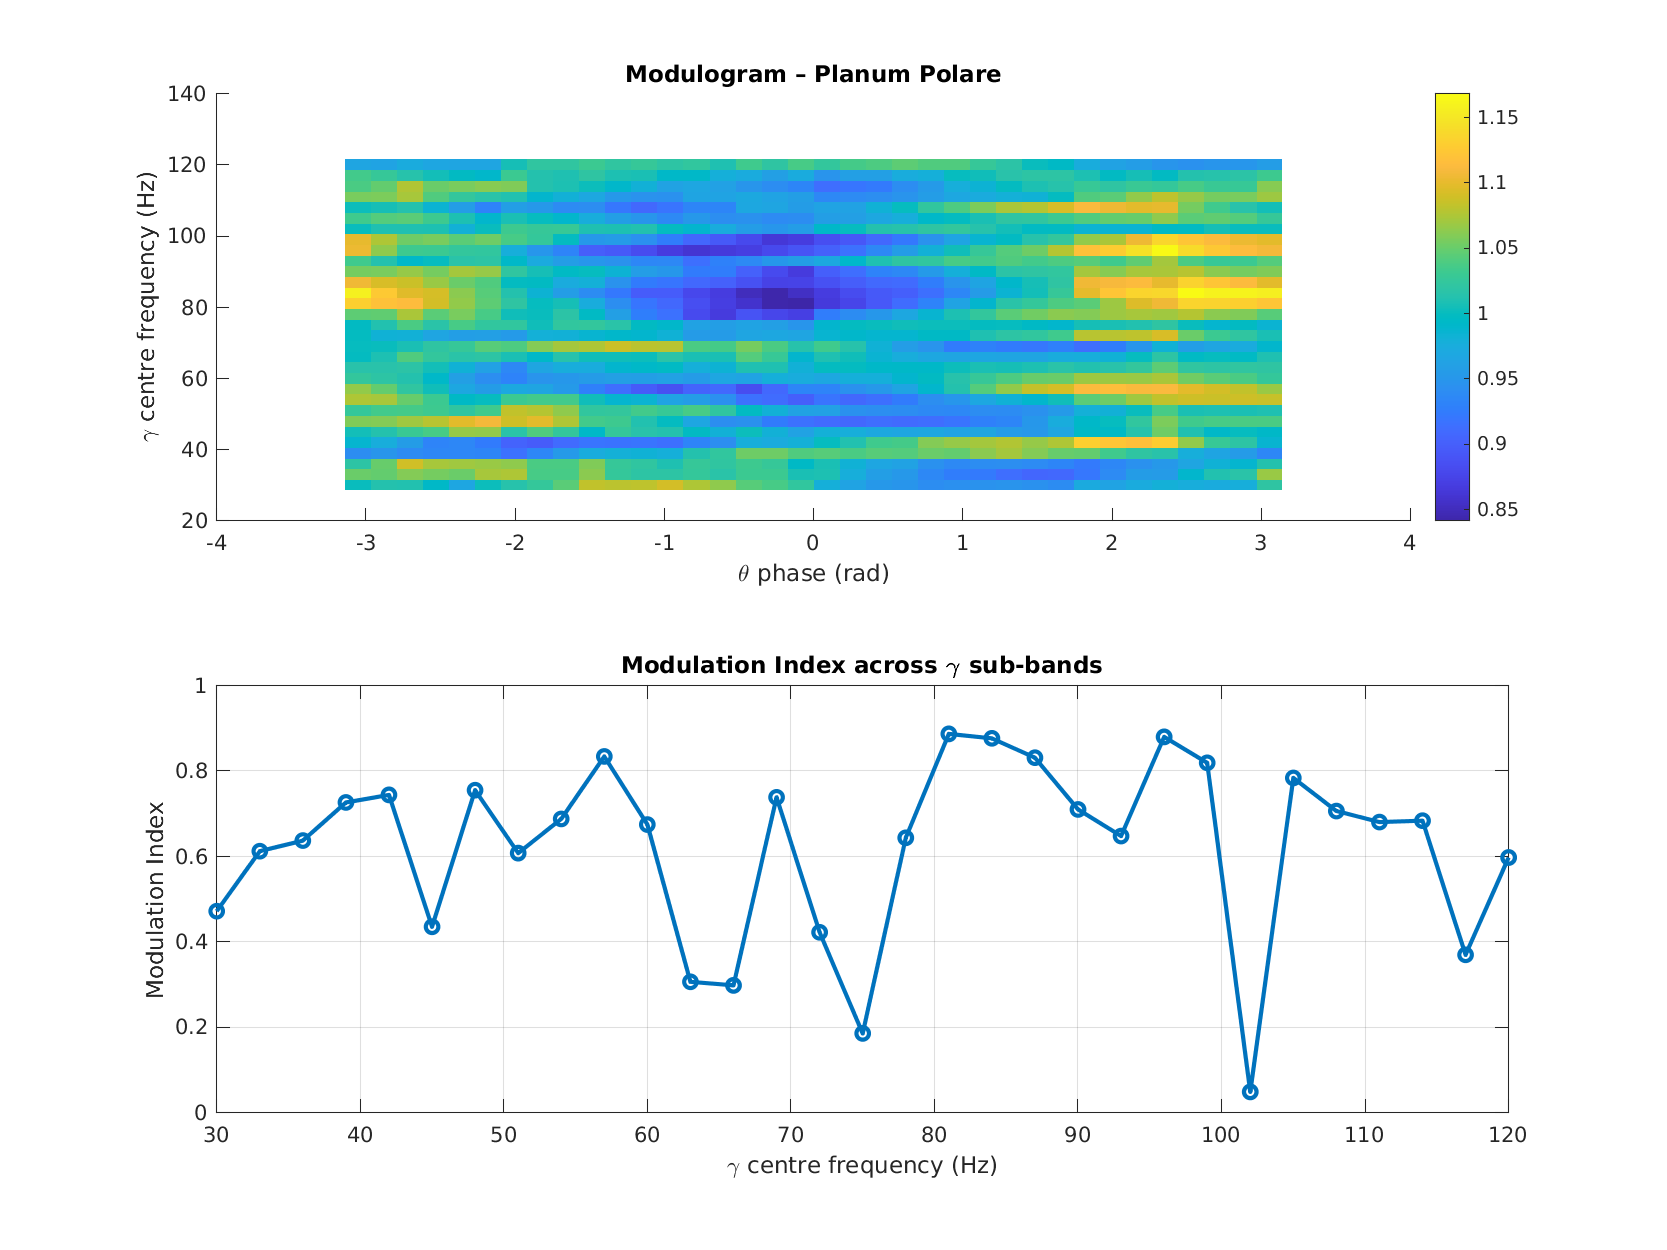 Modulogram – Planum Polare
140
120
100
80
60
40
20
γ centre frequency (Hz)
-4 -3 -2 -1 0 1 2 3 4
θ phase (rad)
1.15
1.1
1.05
1
0.95
0.9
0.85
Modulation Index across γ sub-bands
1
0.8
0.6
0.4
0.2
0
Modulation Index
30 40 50 60 70 80 90 100 110 120
γ centre frequency (Hz)